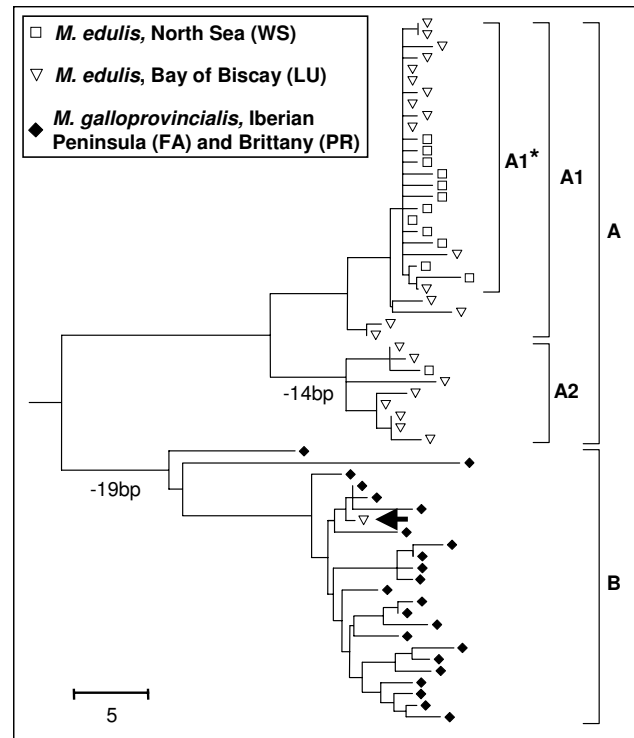 M. edulis, North Sea (WS)
M. edulis, Bay of Biscay (LU)
M. galloprovincialis, Iberian
Peninsula (FA) and Brittany (PR)
A1*
A1
A
A2
-14bp
-19bp
B
5